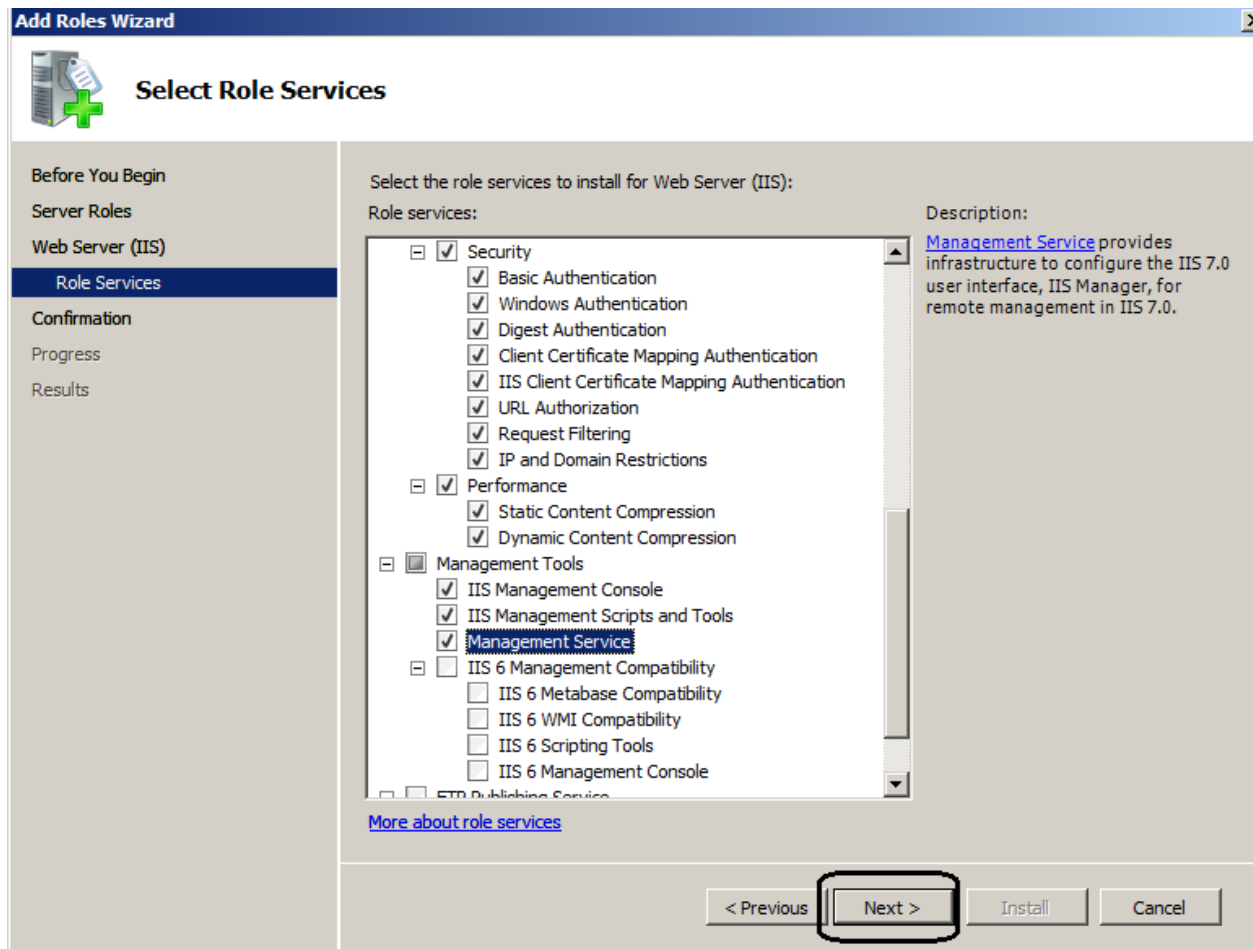 Add Roles Wizard
Select Role Services
Before You Begin
Server Roles
Web Server (IIS)
Role Services
Confirmation
Progress
Results
Select the role services to install for Web Server (IIS):
Role services:
Security
Basic Authentication
Windows Authentication
Digest Authentication
Client Certificate Mapping Authentication
IIS Client Certificate Mapping Authentication
URL Authorization
Request Filtering
IP and Domain Restrictions
Performance
Static Content Compression
Dynamic Content Compression
Management Tools
IIS Management Console
IIS Management Scripts and Tools
Management Service
IIS 6 Management Compatibility
IIS 6 Metabase Compatibility
IIS 6 WMI Compatibility
IIS 6 Scripting Tools
IIS 6 Management Console
FTP Publishing Service
More about role services
Description:
Management Service provides
infrastructure to configure the IIS 7.0
user interface, IIS Manager, for
remote management in IIS 7.0.
< Previous
Next >
Install
Cancel